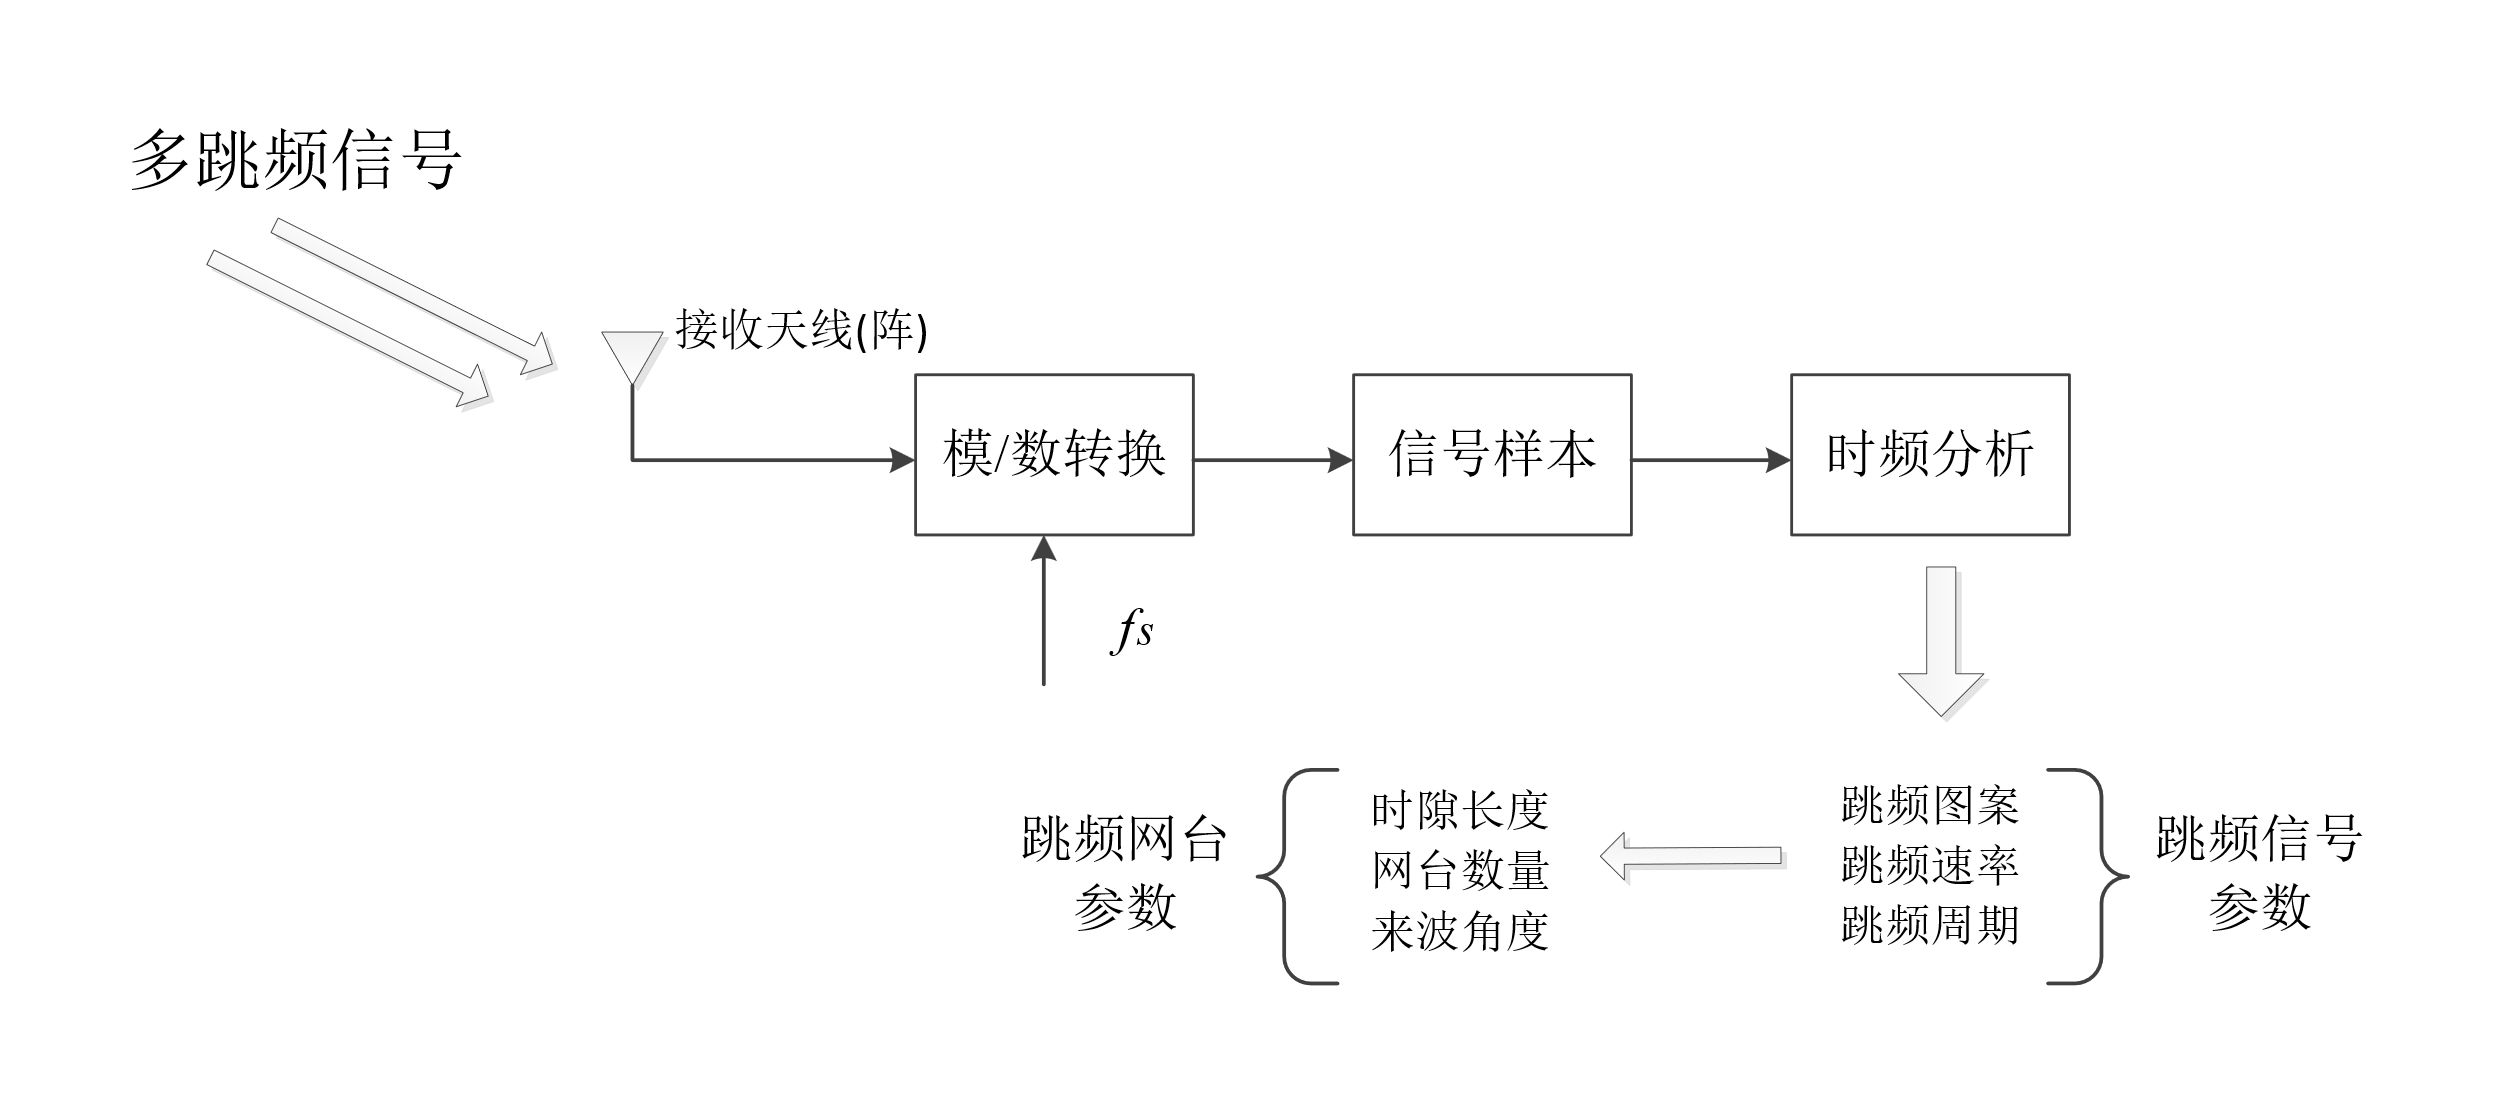 多跳频信号
接收天线(阵)
模/数转换
信号样本
时频分析
fs
跳频网台
参数
时隙长度
网台数量
来波角度
跳频图案
跳频速率
跳频周期
跳频信号
参数